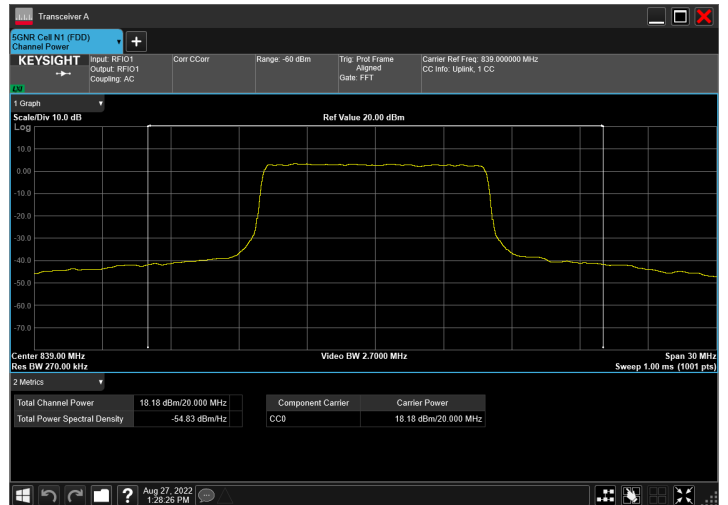 Transceiver A
5GNR Cell N1 (FDD)
Channel Power
KEYSIGHT
LXI
Input: RFIO1
Output: RFIO1
Coupling: AC
Corr CCorr
Range: -60 dBm
Trig: Prot Frame
Aligned
Gate: FFT
Carrier Ref Freq: 839.000000 MHz
CC Info: Uplink, 1 CC
1 Graph
Scale/Div 10.0 dB
Ref Value 20.00 dBm
Log
10.0
0.00
-10.0
-20.0
-30.0
-40.0
-50.0
-60.0
-70.0
Center 839.00 MHz
Video BW 2.7000 MHz
Span 30 MHz
Res BW 270.00 kHz
Sweep 1.00 ms (1001 pts)
2 Metrics
Total Channel Power 18.18 dBm/20.000 MHz
Total Power Spectral Density -54.83 dBm/Hz
Component Carrier Carrier Power
CC0 18.18 dBm/20.000 MHz
Aug 27, 2022
1:28:26 PM